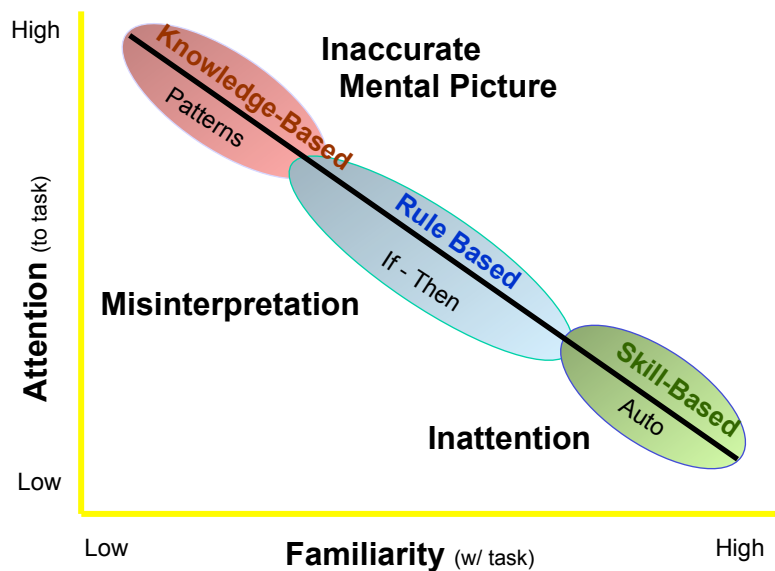 High
Inaccurate
Mental Picture
Knowledge-Based
Patterns
Rule Based
If - Then
Misinterpretation
Skill-Based
Auto
Inattention
Attention (to task)
Low
Low
Familiarity (w/ task)
High